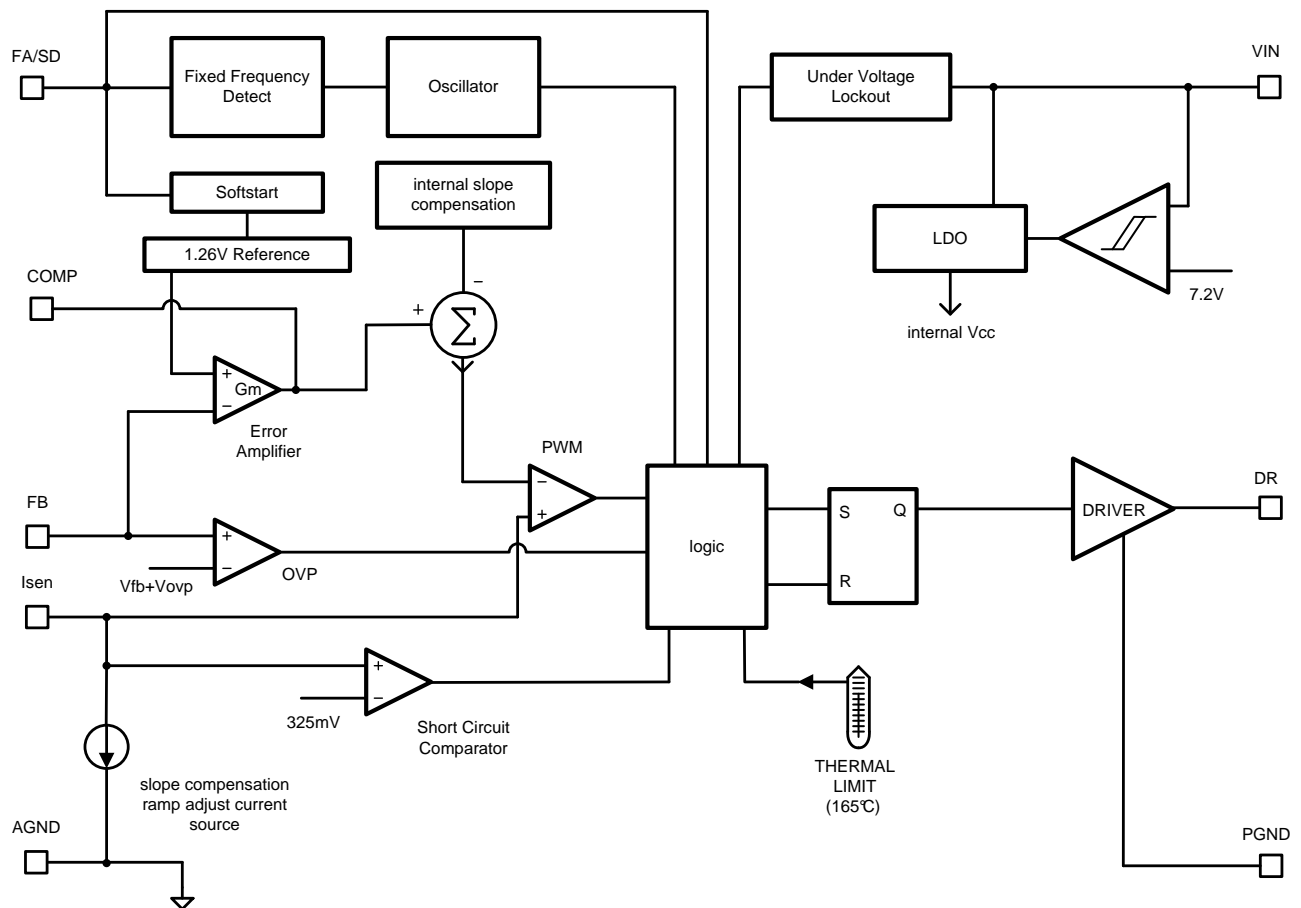 FA/SD
Fixed Frequency
Detect
Oscillator
Under Voltage
Lockout
VIN
Softstart
internal slope
compensation
1.26V Reference
LDO
7.2V
internal Vcc
COMP
−
+
Σ
+
Gm
−
Error
Amplifier
PWM
−
+
FB
+
−
OVP
Vfb+Vovp
logic
S
Q
R
DRIVER
DR
Isen
+
−
325mV
Short Circuit
Comparator
THERMAL
LIMIT
(165°C)
slope compensation
ramp adjust current
source
AGND
PGND